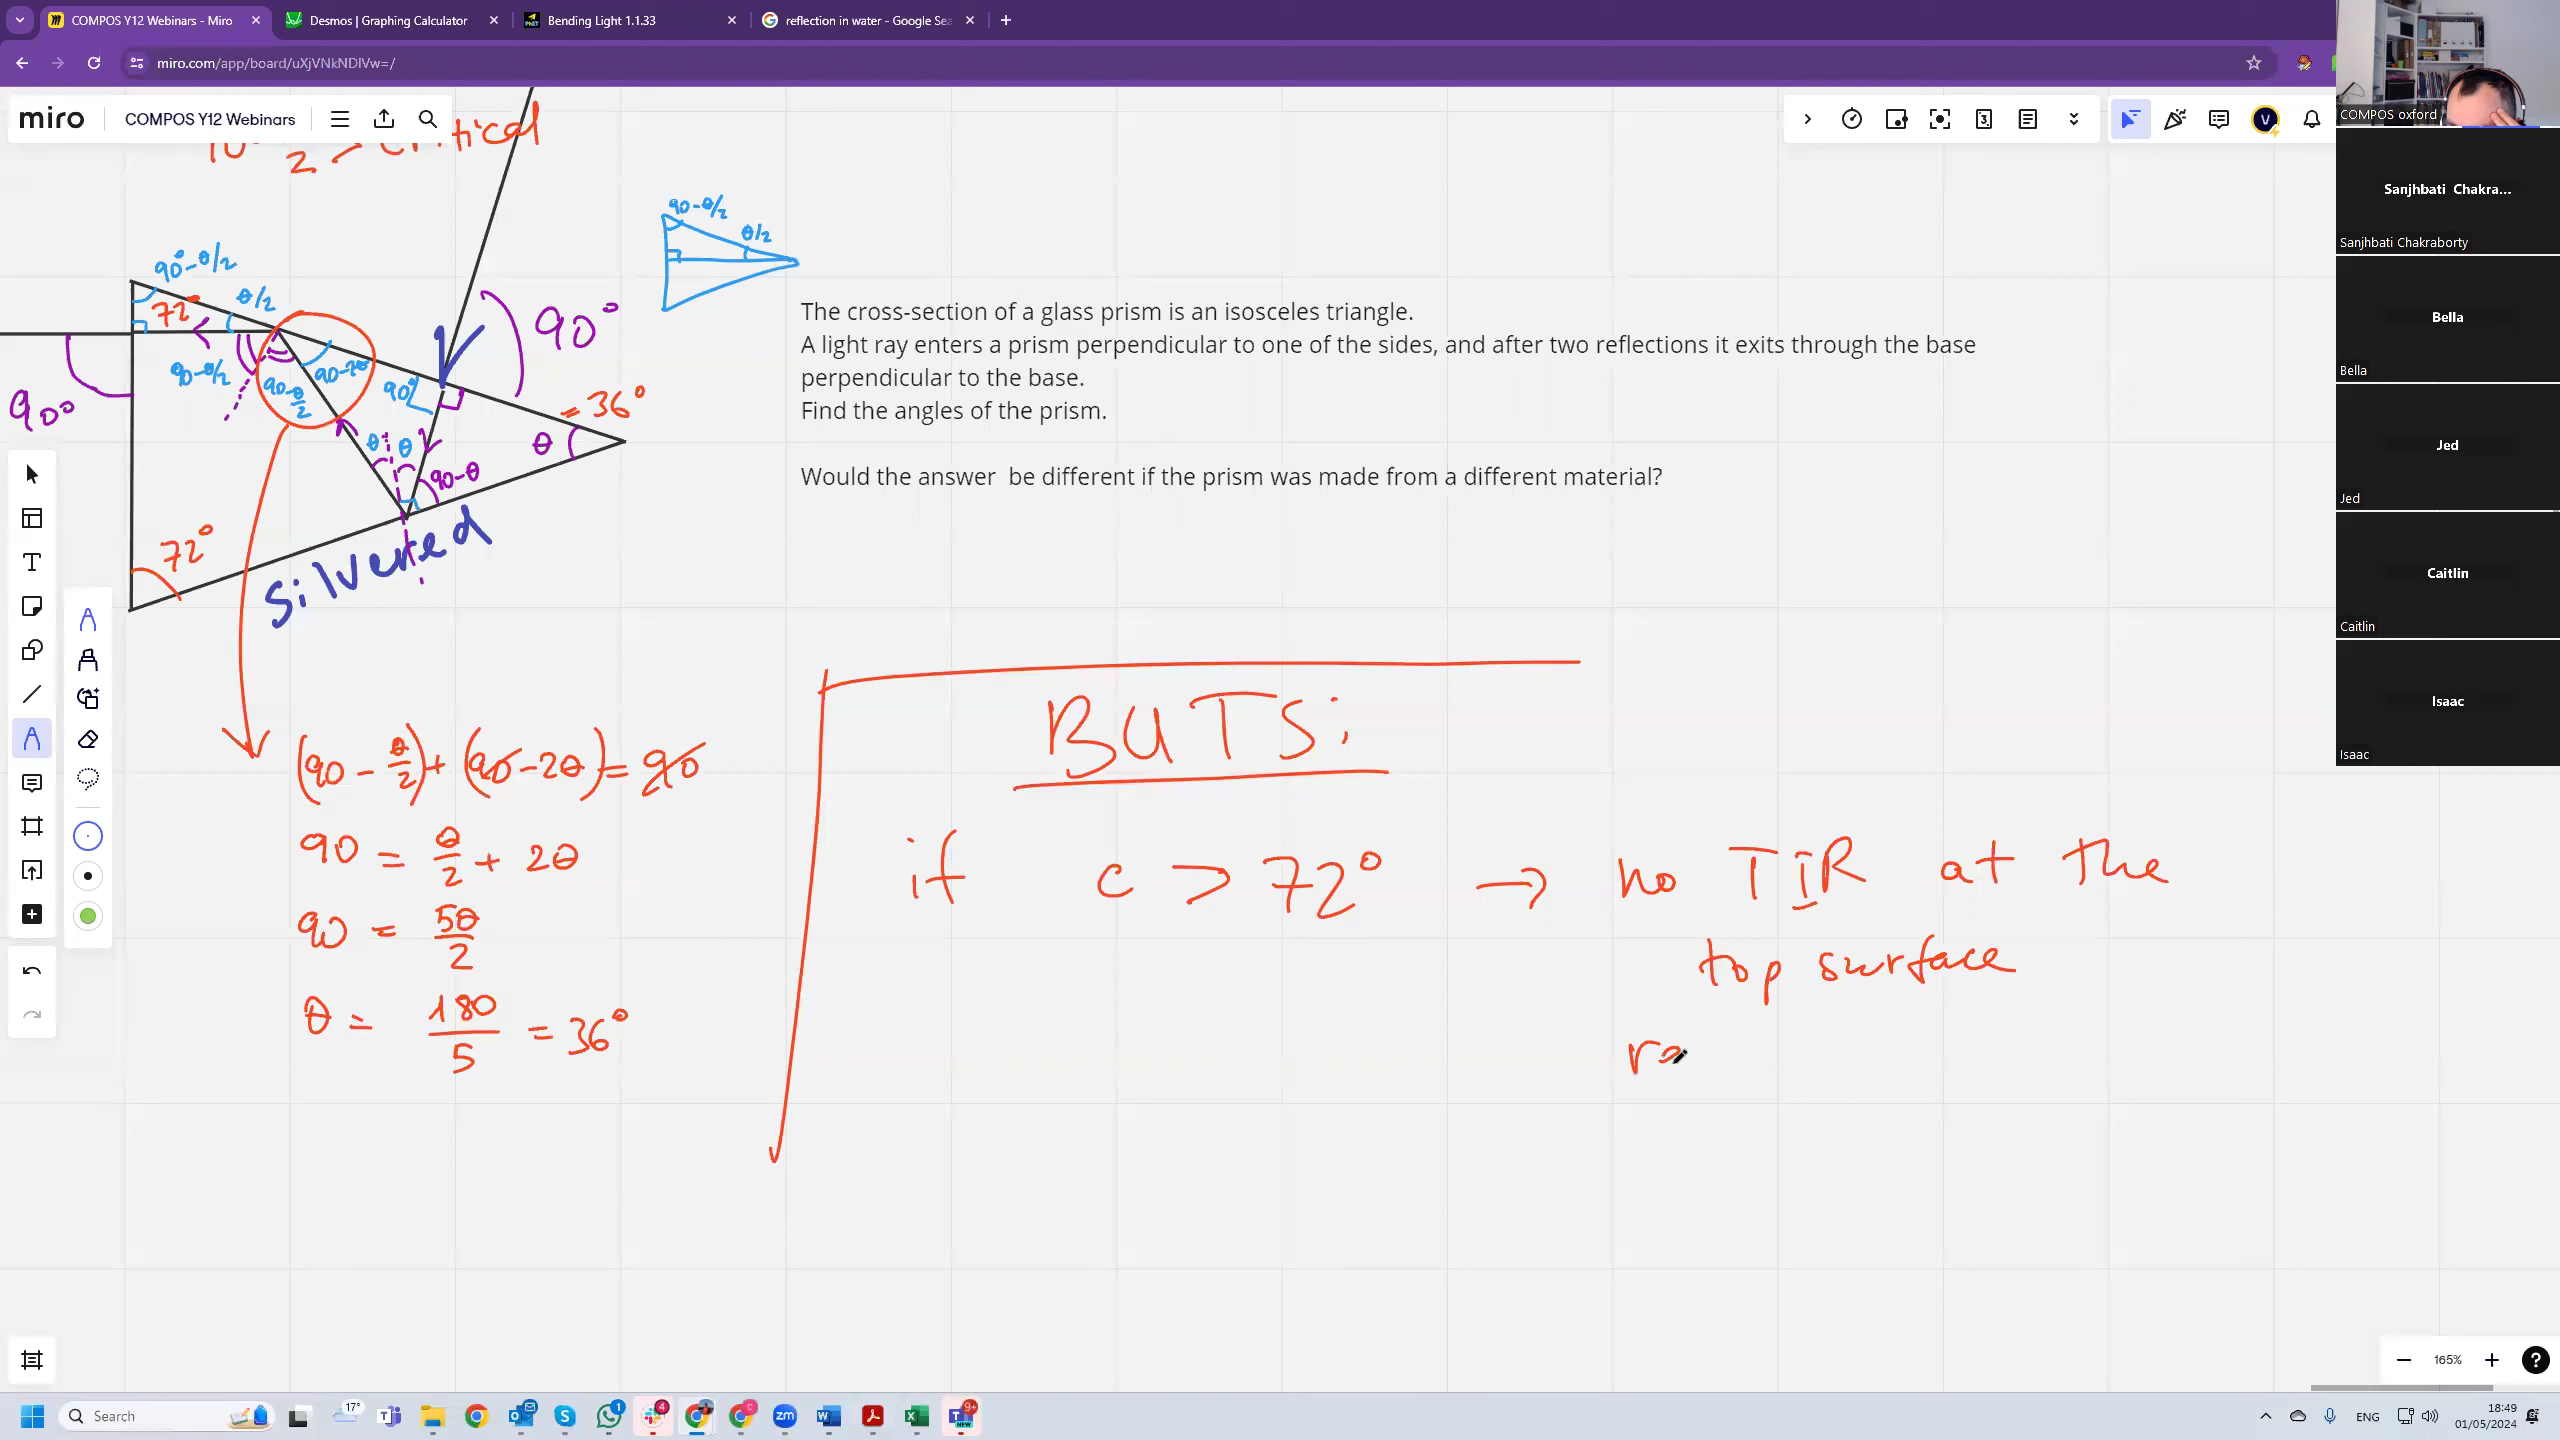 COMPOS Y12 Webinars - Miro
Desmos | Graphing Calculator
Bending Light 1.1.33
reflection in water - Google Sea
miro.com/app/board/uXjVNkNDIVw=/
miro
COMPOS Y12 Webinars
critical
2
90°-θ/2
θ/2
72°
90-θ/2
90-θ/2
90-2θ
90°
90°
90°
= 36°
θ
θ
θ
90-θ
72°
Silvered
90-θ/2
θ/2
The cross-section of a glass prism is an isosceles triangle.
A light ray enters a prism perpendicular to one of the sides, and after two reflections it exits through the base
perpendicular to the base.
Find the angles of the prism.
Would the answer be different if the prism was made from a different material?
(90 - θ/2) + (90 - 2θ) = 90
90 = θ/2 + 2θ
90 = 5θ/2
θ = 180/5 = 36°
BUTS:
if c > 72° → no TIR at the
top surface
ra
COMPOS oxford
Sanjhbati Chakra...
Sanjhbati Chakraborty
Bella
Bella
Jed
Jed
Caitlin
Caitlin
Isaac
Isaac
165%
Search
17°
ENG
18:49
01/05/2024